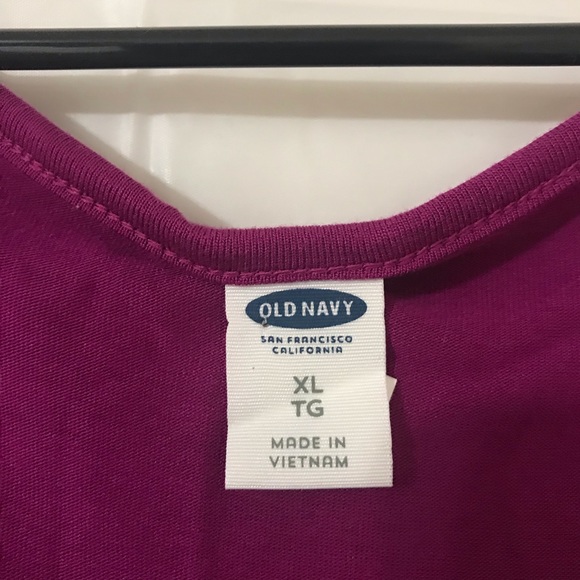 OLD NAVY
SAN FRANCISCO
CALIFORNIA
XL
TG
MADE IN
VIETNAM